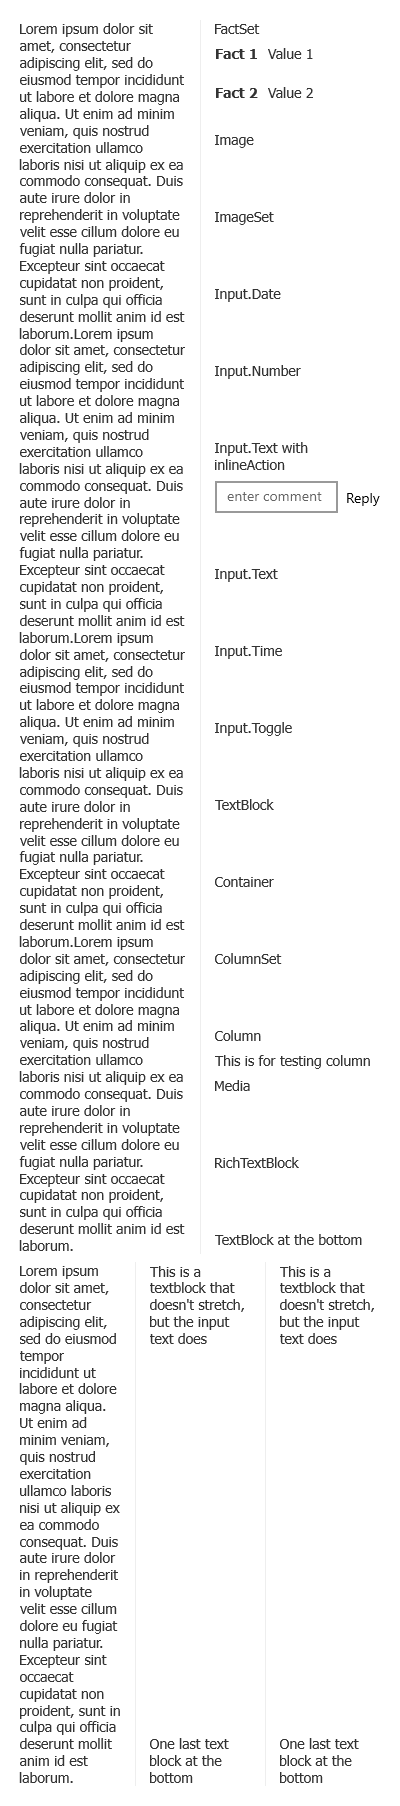 Lorem ipsum dolor sit
amet, consectetur
adipiscing elit, sed do
eiusmod tempor incididunt
ut labore et dolore magna
aliqua. Ut enim ad minim
veniam, quis nostrud
exercitation ullamco
laboris nisi ut aliquip ex ea
commodo consequat. Duis
aute irure dolor in
reprehenderit in voluptate
velit esse cillum dolore eu
fugiat nulla pariatur.
Excepteur sint occaecat
cupidatat non proident,
sunt in culpa qui officia
deserunt mollit anim id est
laborum.Lorem ipsum
dolor sit amet, consectetur
adipiscing elit, sed do
eiusmod tempor incididunt
ut labore et dolore magna
aliqua. Ut enim ad minim
veniam, quis nostrud
exercitation ullamco
laboris nisi ut aliquip ex ea
commodo consequat. Duis
aute irure dolor in
reprehenderit in voluptate
velit esse cillum dolore eu
fugiat nulla pariatur.
Excepteur sint occaecat
cupidatat non proident,
sunt in culpa qui officia
deserunt mollit anim id est
laborum.Lorem ipsum
dolor sit amet, consectetur
adipiscing elit, sed do
eiusmod tempor incididunt
ut labore et dolore magna
aliqua. Ut enim ad minim
veniam, quis nostrud
exercitation ullamco
laboris nisi ut aliquip ex ea
commodo consequat. Duis
aute irure dolor in
reprehenderit in voluptate
velit esse cillum dolore eu
fugiat nulla pariatur.
Excepteur sint occaecat
cupidatat non proident,
sunt in culpa qui officia
deserunt mollit anim id est
laborum.Lorem ipsum
dolor sit amet, consectetur
adipiscing elit, sed do
eiusmod tempor incididunt
ut labore et dolore magna
aliqua. Ut enim ad minim
veniam, quis nostrud
exercitation ullamco
laboris nisi ut aliquip ex ea
commodo consequat. Duis
aute irure dolor in
reprehenderit in voluptate
velit esse cillum dolore eu
fugiat nulla pariatur.
Excepteur sint occaecat
cupidatat non proident,
sunt in culpa qui officia
deserunt mollit anim id est
laborum.
FactSet
Fact 1 Value 1
Fact 2 Value 2
Image
ImageSet
Input.Date
Input.Number
Input.Text with
inlineAction
enter comment Reply
Input.Text
Input.Time
Input.Toggle
TextBlock
Container
ColumnSet
Column
This is for testing column
Media
RichTextBlock
TextBlock at the bottom
Lorem ipsum
dolor sit amet,
consectetur
adipiscing elit,
sed do eiusmod
tempor
incididunt ut
labore et dolore
magna aliqua.
Ut enim ad
minim veniam,
quis nostrud
exercitation
ullamco laboris
nisi ut aliquip ex
ea commodo
consequat. Duis
aute irure dolor
in reprehenderit
in voluptate
velit esse cillum
dolore eu fugiat
nulla pariatur.
Excepteur sint
occaecat
cupidatat non
proident, sunt in
culpa qui officia
deserunt mollit
anim id est
laborum.
This is a
textblock that
doesn't stretch,
but the input
text does
One last text
block at the
bottom
This is a
textblock that
doesn't stretch,
but the input
text does
One last text
block at the
bottom